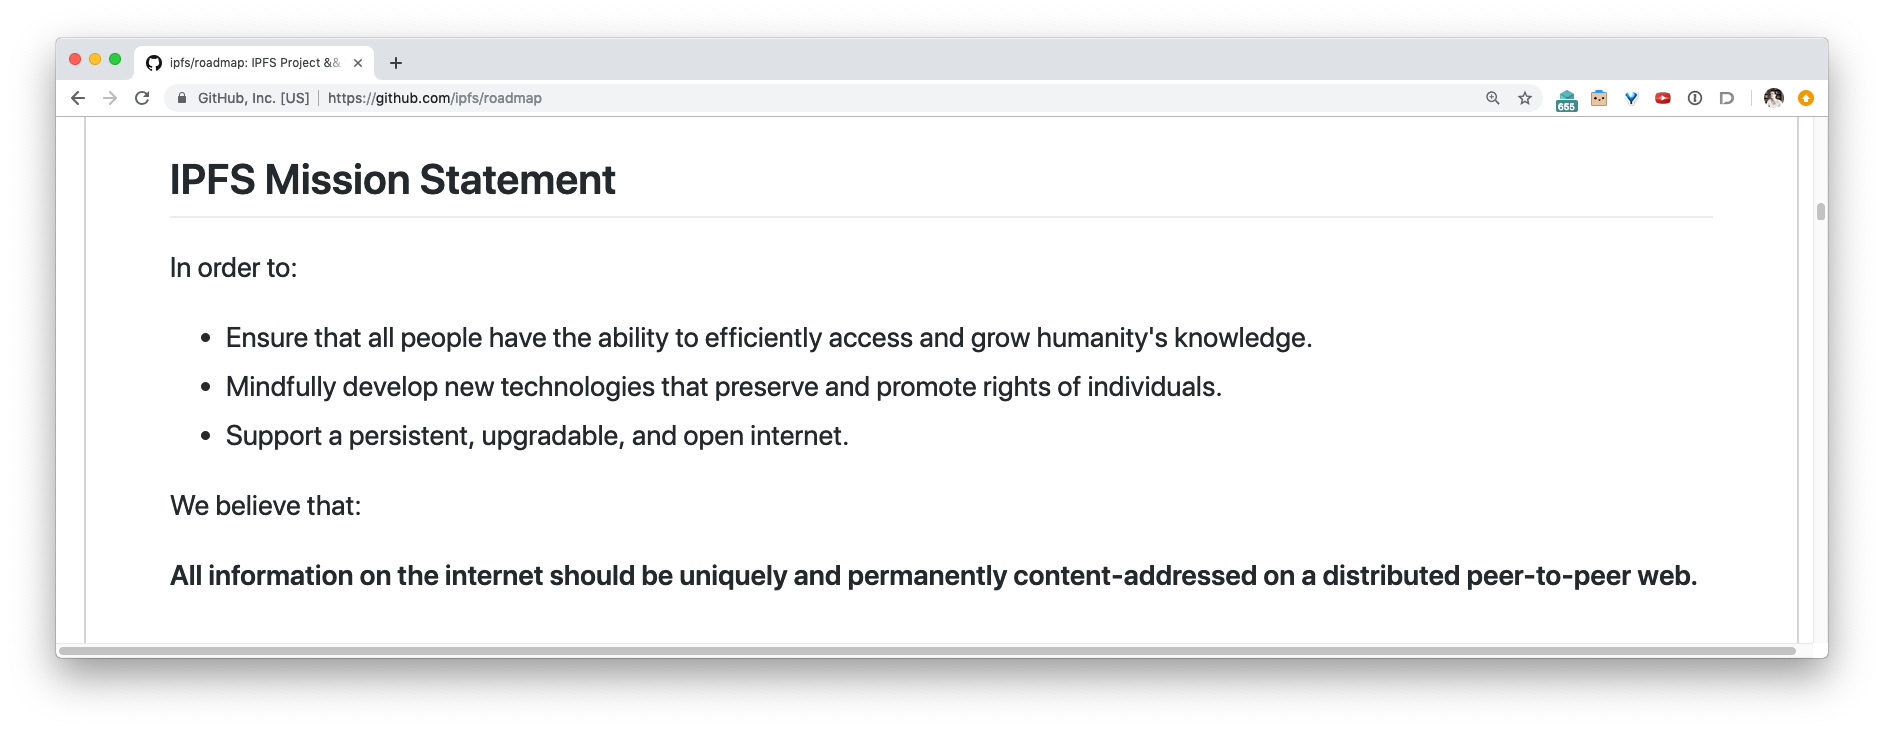 ipfs/roadmap: IPFS Project &&
GitHub, Inc. [US] https://github.com/ipfs/roadmap
655
IPFS Mission Statement
In order to:
Ensure that all people have the ability to efficiently access and grow humanity's knowledge.
Mindfully develop new technologies that preserve and promote rights of individuals.
Support a persistent, upgradable, and open internet.
We believe that:
All information on the internet should be uniquely and permanently content-addressed on a distributed peer-to-peer web.